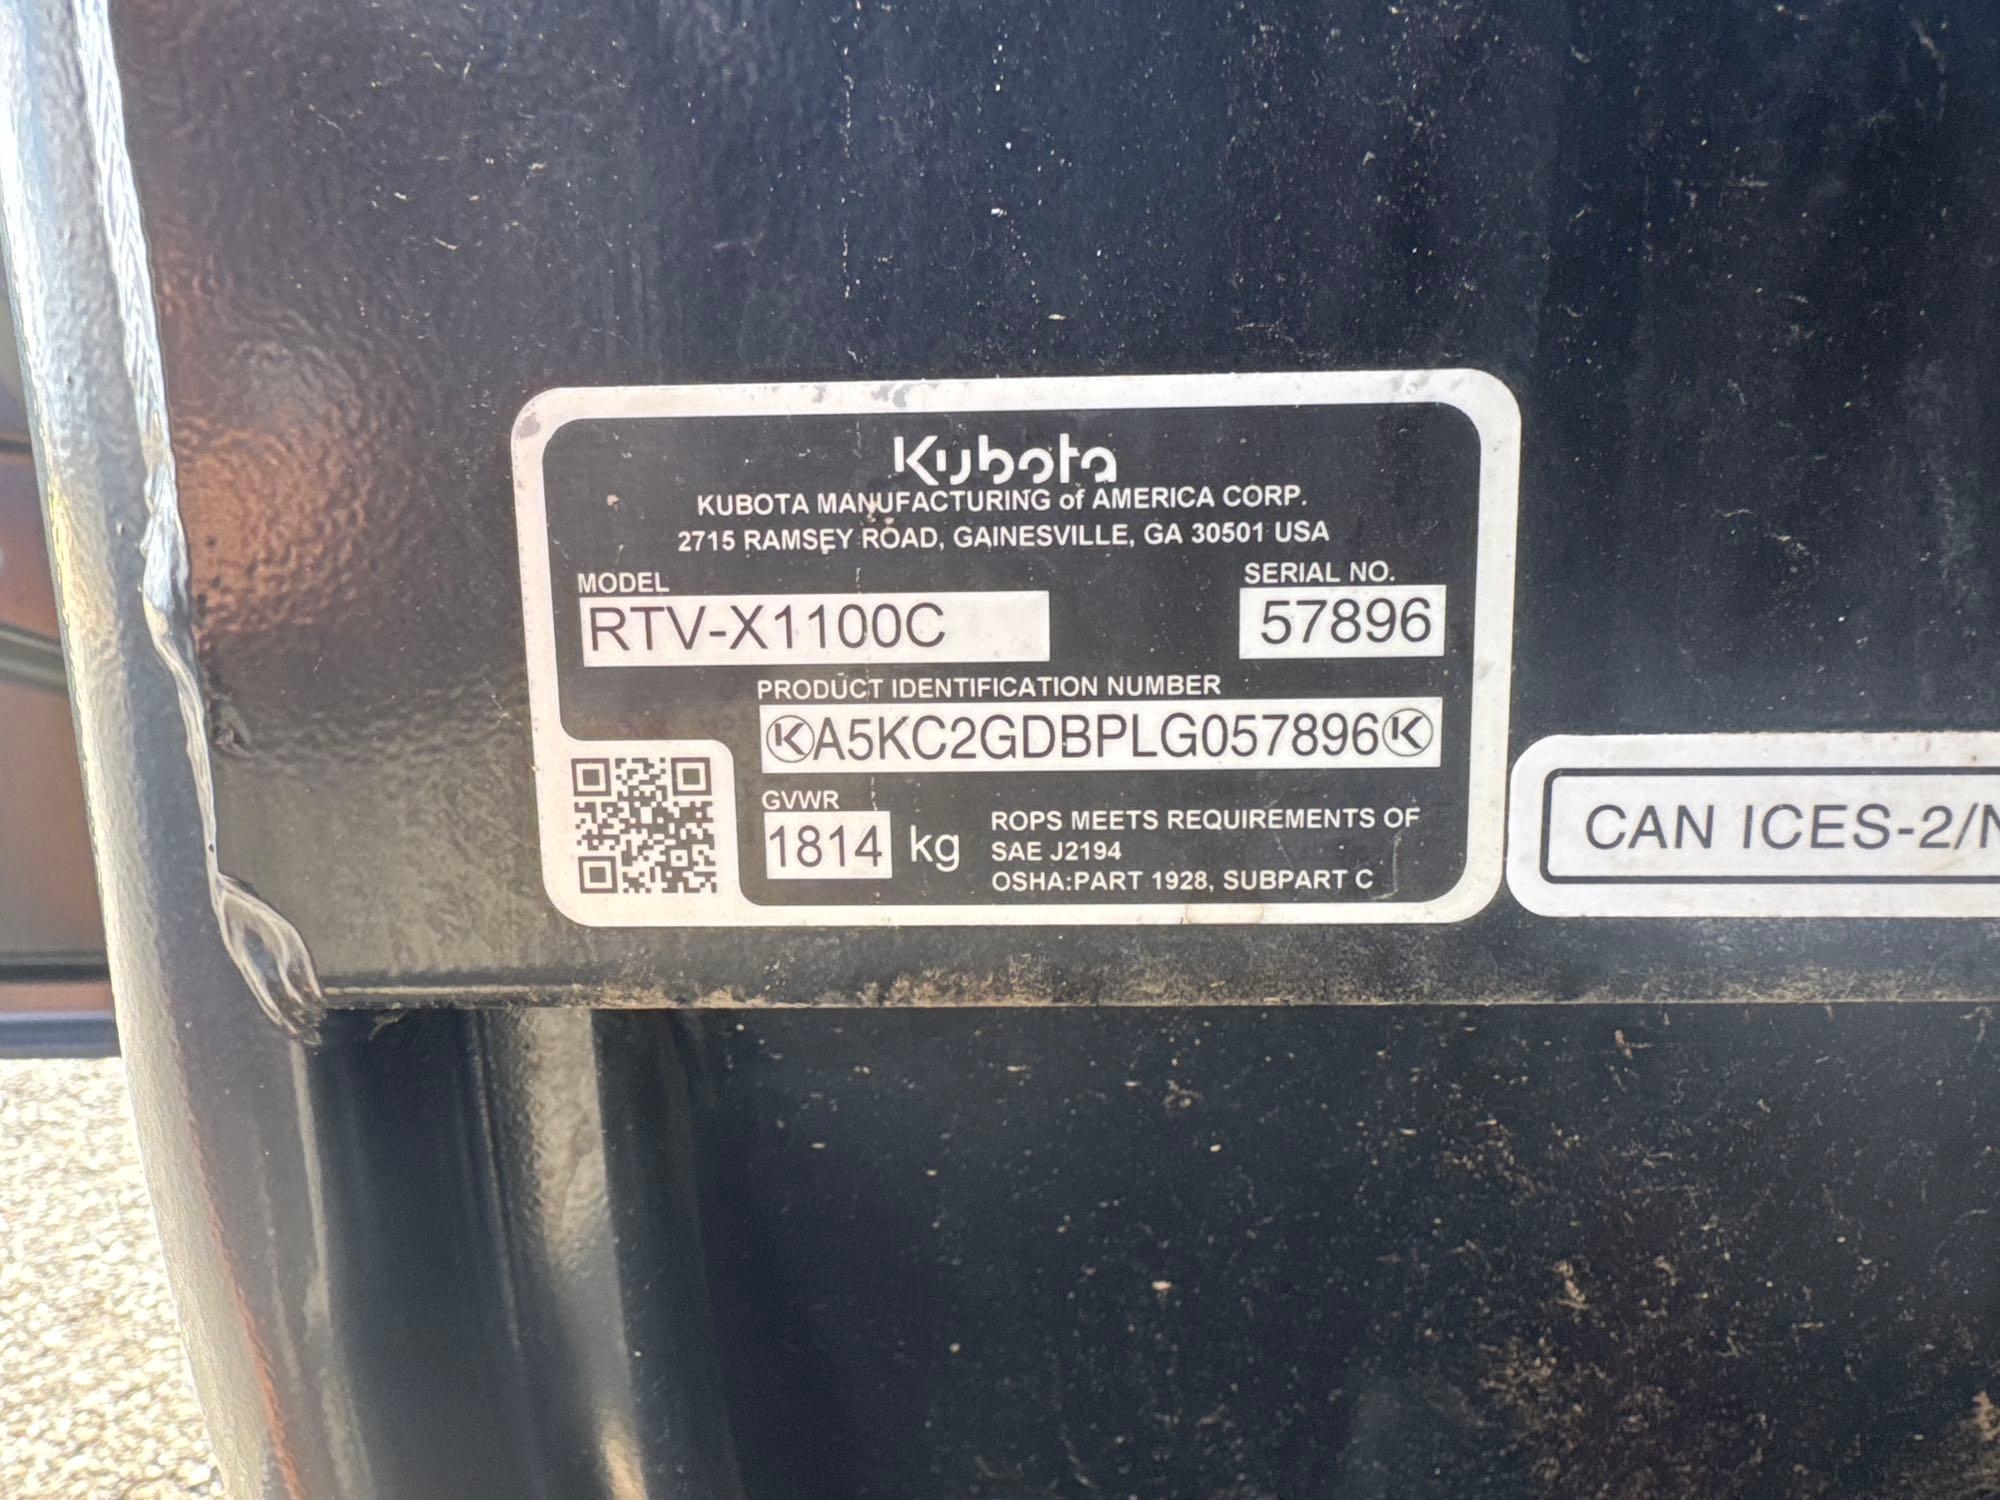 Kubota
KUBOTA MANUFACTURING of AMERICA CORP.
2715 RAMSEY ROAD, GAINESVILLE, GA 30501 USA
MODEL
RTV-X1100C
SERIAL NO.
57896
PRODUCT IDENTIFICATION NUMBER
K A5KC2GDBPLG057896 K
GVWR
1814 kg
ROPS MEETS REQUIREMENTS OF
SAE J2194
OSHA:PART 1928, SUBPART C
CAN ICES-2/N